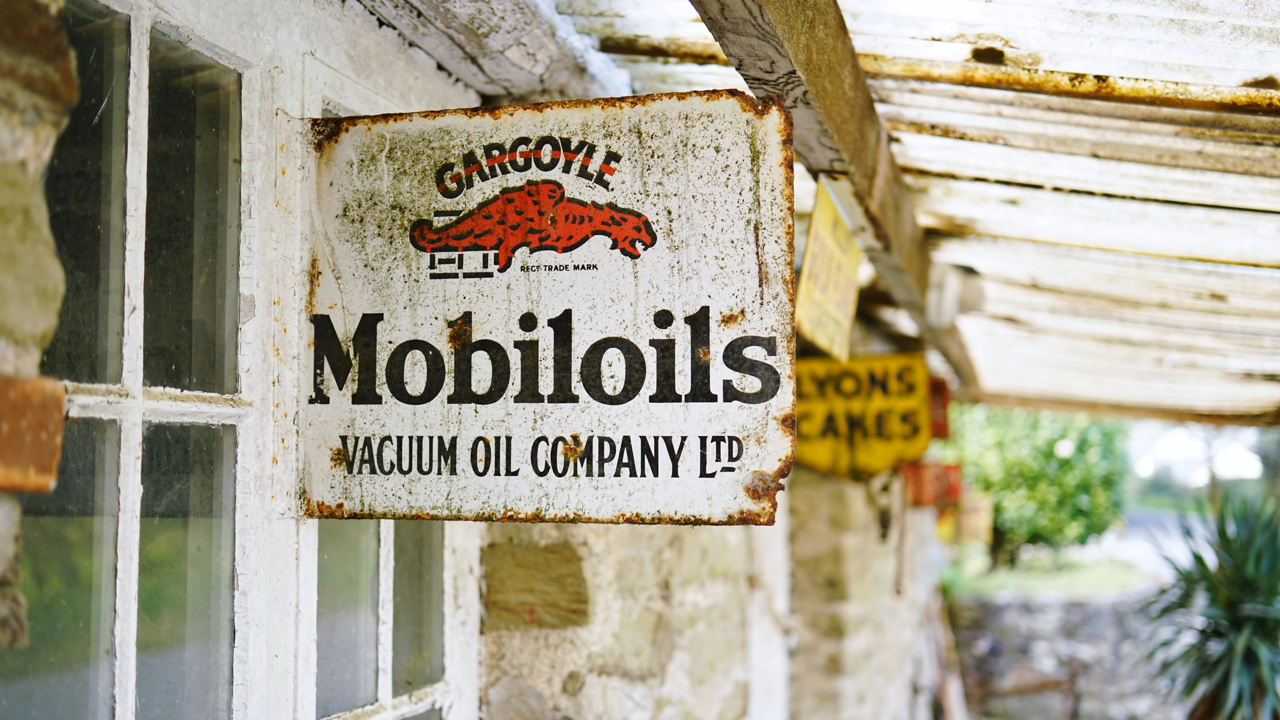 GARGOYLE
REGD TRADE MARK
Mobiloils
VACUUM OIL COMPANY LTD
LYONS
CAKES